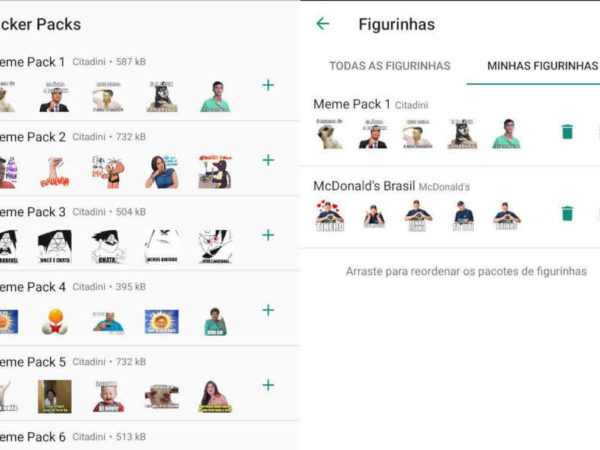 cker Packs
eme Pack 1 Citadini • 587 kB
eme Pack 2 Citadini • 732 kB
eme Pack 3 Citadini • 504 kB
VOCÊ É CHATA CHATA
eme Pack 4 Citadini • 395 kB
eme Pack 5 Citadini • 732 kB
eme Pack 6 Citadini • 513 kB
Figurinhas
TODAS AS FIGURINHAS MINHAS FIGURINHAS
Meme Pack 1 Citadini
McDonald's Brasil McDonald's
Arraste para reordenar os pacotes de figurinhas